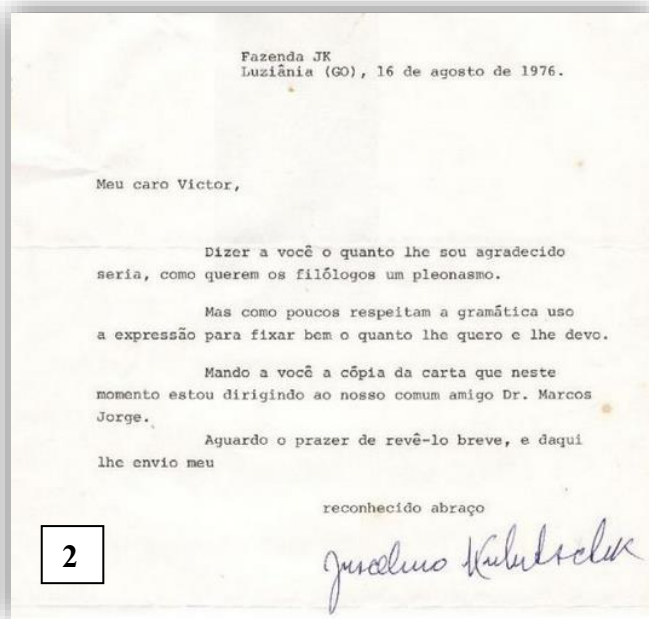 Fazenda JK
Luziânia (GO), 16 de agosto de 1976.
Meu caro Victor,
Dizer a você o quanto lhe sou agradecido
seria, como querem os filólogos um pleonasmo.
Mas como poucos respeitam a gramática uso
a expressão para fixar bem o quanto lhe quero e lhe devo.
Mando a você a cópia da carta que neste
momento estou dirigindo ao nosso comum amigo Dr. Marcos
Jorge.
Aguardo o prazer de revê-lo breve, e daqui
lhe envio meu
reconhecido abraço
Juscelino Kubitschek
2